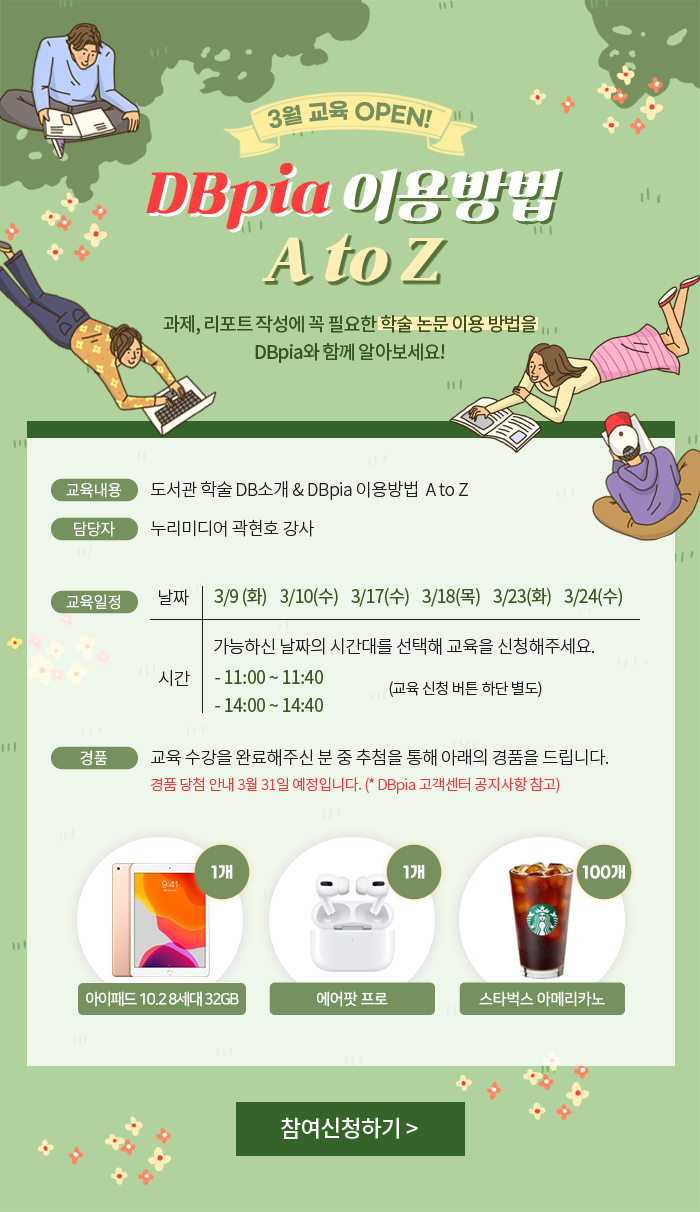 3월 교육 OPEN!
DBpia 이용방법
A to Z
과제, 리포트 작성에 꼭 필요한 학술 논문 이용 방법을
DBpia와 함께 알아보세요!
교육내용 도서관 학술 DB소개 & DBpia 이용방법 A to Z
담당자 누리미디어 곽현호 강사
교육일정 날짜 3/9 (화) 3/10(수) 3/17(수) 3/18(목) 3/23(화) 3/24(수)
가능하신 날짜의 시간대를 선택해 교육을 신청해주세요.
시간 - 11:00 ~ 11:40 (교육 신청 버튼 하단 별도)
- 14:00 ~ 14:40
경품 교육 수강을 완료해주신 분 중 추첨을 통해 아래의 경품을 드립니다.
경품 당첨 안내 3월 31일 예정입니다. (* DBpia 고객센터 공지사항 참고)
1개 1개 100개
9:41
아이패드 10.2 8세대 32GB 에어팟 프로 스타벅스 아메리카노
참여신청하기 >